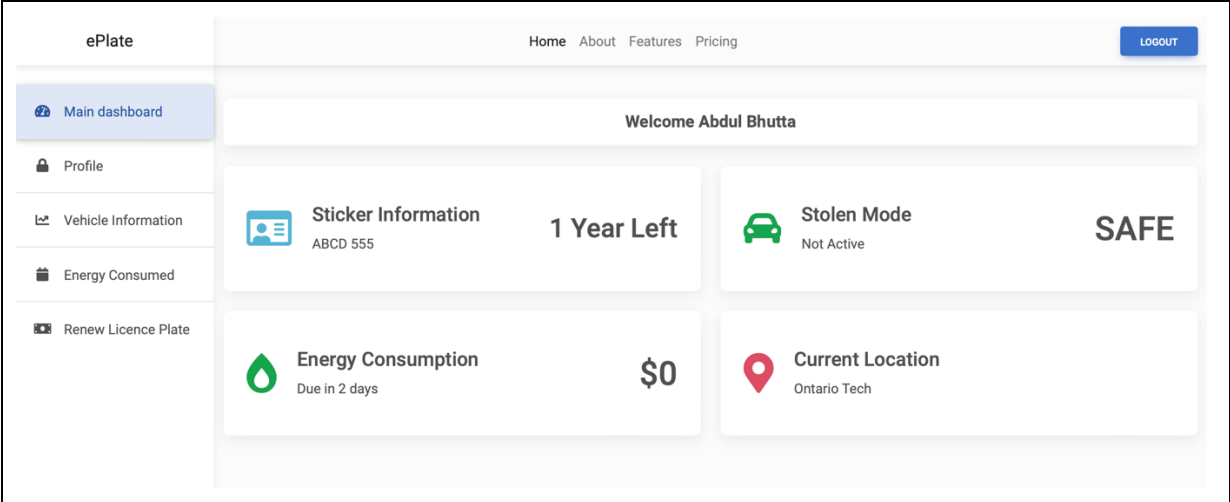 ePlate
Home About Features Pricing
LOGOUT
Main dashboard
Profile
Vehicle Information
Energy Consumed
Renew Licence Plate
Welcome Abdul Bhutta
Sticker Information
ABCD 555
1 Year Left
Stolen Mode
Not Active
SAFE
Energy Consumption
Due in 2 days
$0
Current Location
Ontario Tech